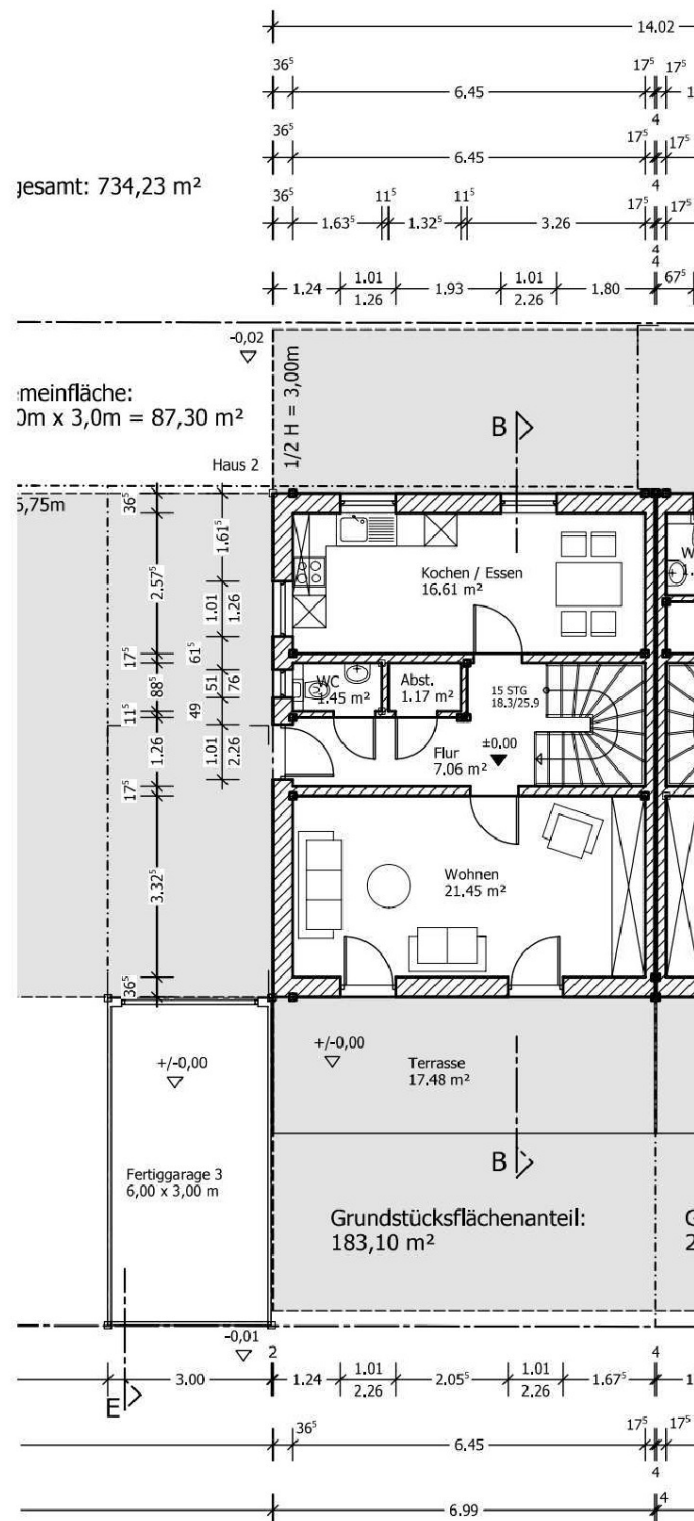 14.02
36⁵ 17⁵ 17⁵
6.45
4
36⁵ 17⁵ 17⁵
6.45
4
gesamt: 734,23 m²
36⁵ 11⁵ 11⁵ 17⁵ 17⁵
1.63⁵ 1.32⁵ 3.26
4
4
1.24 1.01 1.93 1.01 1.80 67⁵
1.26 2.26
-0,02
1/2 H = 3,00m
emeinfläche:
0m x 3,0m = 87,30 m²
B
Haus 2
5,75m
36⁵
1.61⁵
2.57⁵
1.01 1.26
61⁵
17⁵
88⁵
51 76
11⁵
49
1.26
1.01 2.26
17⁵
3.32⁵
36⁵
Kochen / Essen
16.61 m²
WC
1.45 m²
Abst.
1.17 m²
15 STG
18.3/25.9
Flur
7.06 m²
±0,00
Wohnen
21.45 m²
+/-0,00
+/-0,00
Terrasse
17.48 m²
B
Fertiggarage 3
6,00 x 3,00 m
Grundstücksflächenanteil:
183,10 m²
G
2
-0,01
2 4
3.00 1.24 1.01 2.05⁵ 1.01 1.67⁵ 1
2.26 2.26
E
36⁵ 17⁵ 17⁵
6.45
4
4
6.99